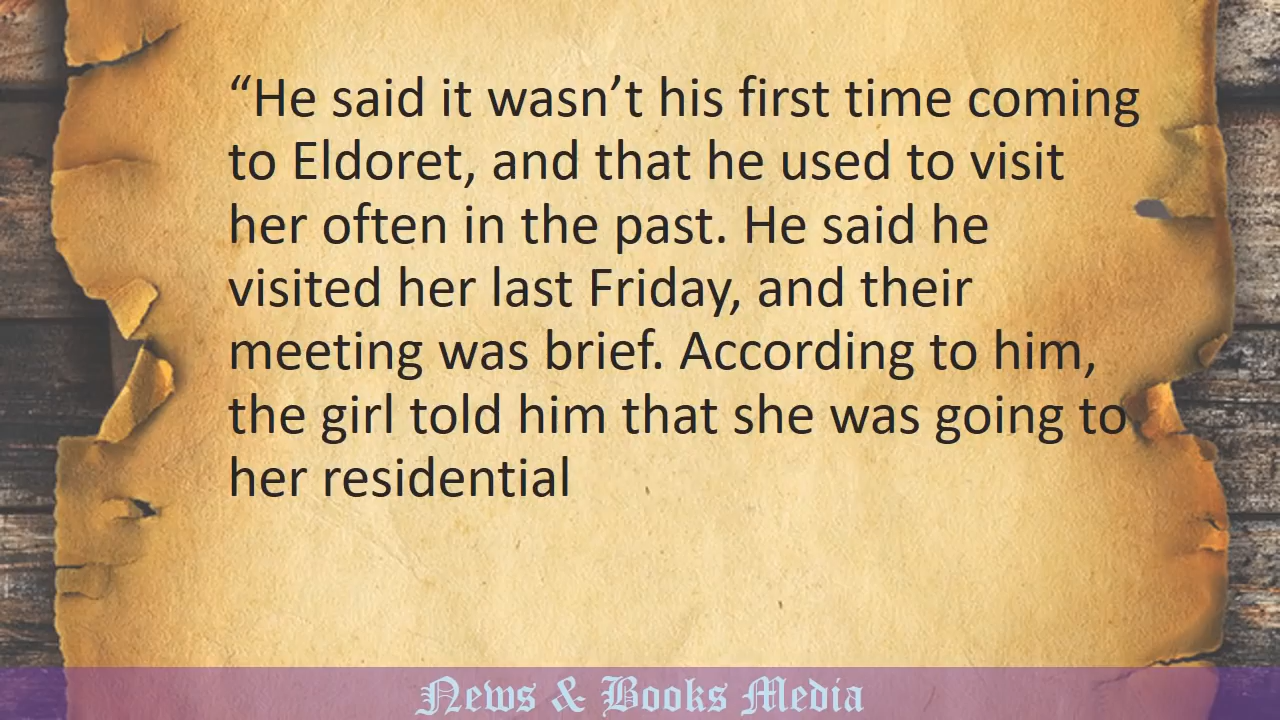 “He said it wasn’t his first time coming
to Eldoret, and that he used to visit
her often in the past. He said he
visited her last Friday, and their
meeting was brief. According to him,
the girl told him that she was going to
her residential
News & Books Media